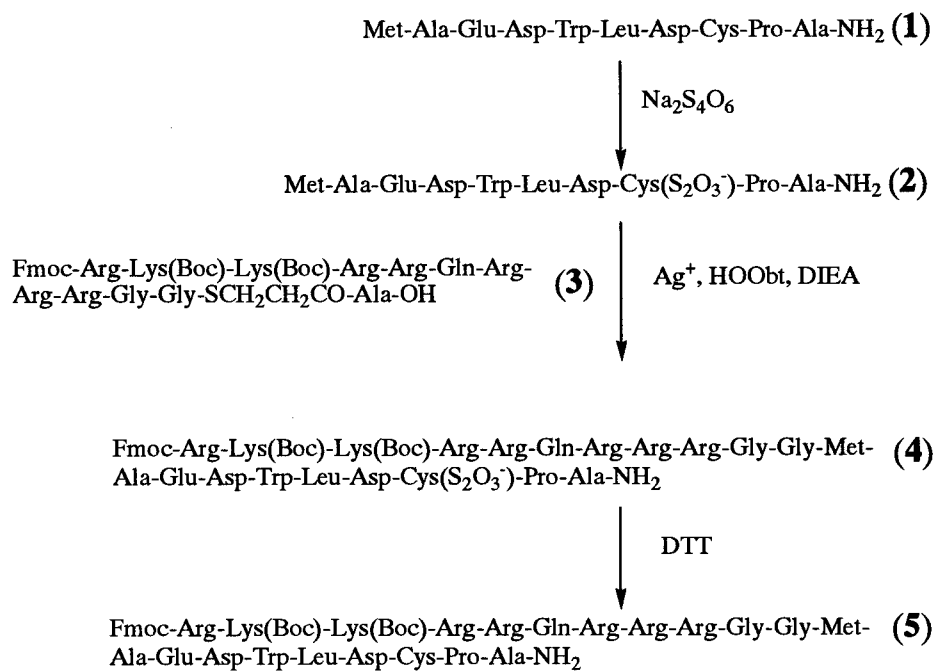 Met-Ala-Glu-Asp-Trp-Leu-Asp-Cys-Pro-Ala-NH₂ (1)
Na₂S₄O₆
Met-Ala-Glu-Asp-Trp-Leu-Asp-Cys(S₂O₃⁻)-Pro-Ala-NH₂ (2)
Fmoc-Arg-Lys(Boc)-Lys(Boc)-Arg-Arg-Gln-Arg-
Arg-Arg-Gly-Gly-SCH₂CH₂CO-Ala-OH (3)
Ag⁺, HOObt, DIEA
Fmoc-Arg-Lys(Boc)-Lys(Boc)-Arg-Arg-Gln-Arg-Arg-Arg-Gly-Gly-Met- (4)
Ala-Glu-Asp-Trp-Leu-Asp-Cys(S₂O₃⁻)-Pro-Ala-NH₂
DTT
Fmoc-Arg-Lys(Boc)-Lys(Boc)-Arg-Arg-Gln-Arg-Arg-Arg-Gly-Gly-Met- (5)
Ala-Glu-Asp-Trp-Leu-Asp-Cys-Pro-Ala-NH₂